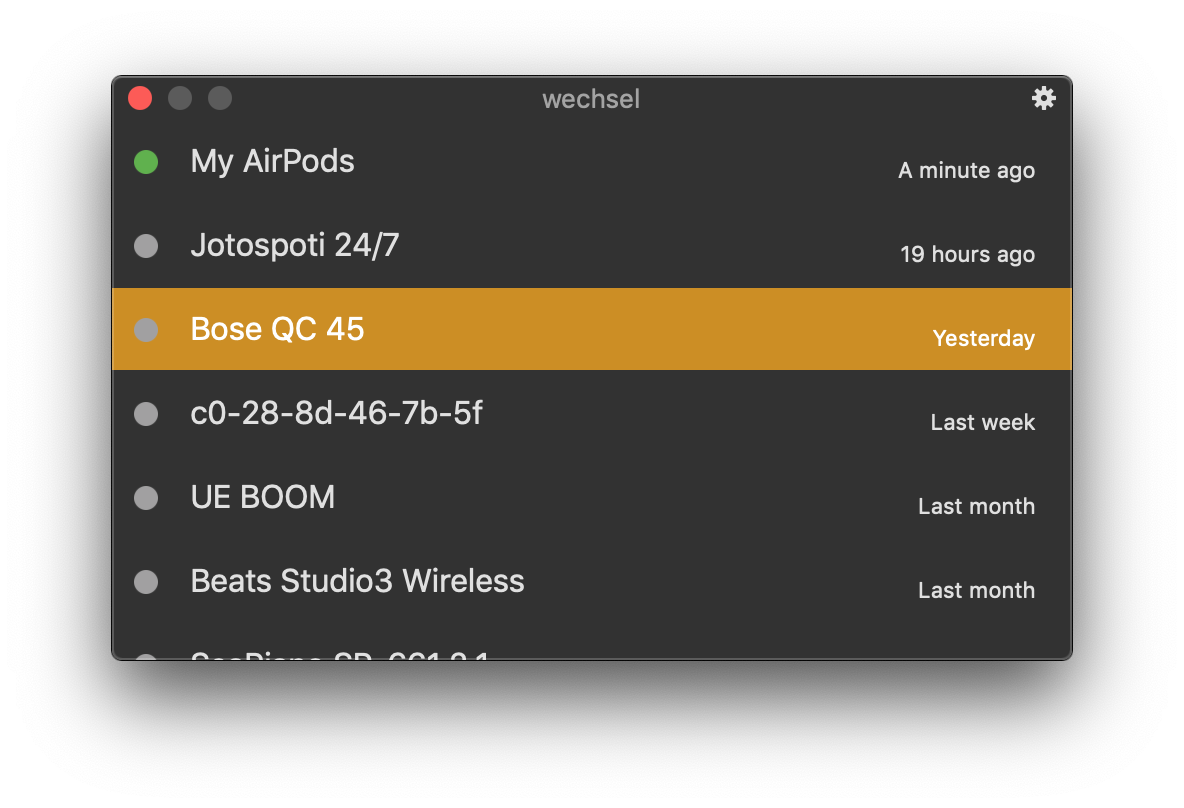 wechsel
My AirPods
A minute ago
Jotospoti 24/7
19 hours ago
Bose QC 45
Yesterday
c0-28-8d-46-7b-5f
Last week
UE BOOM
Last month
Beats Studio3 Wireless
Last month